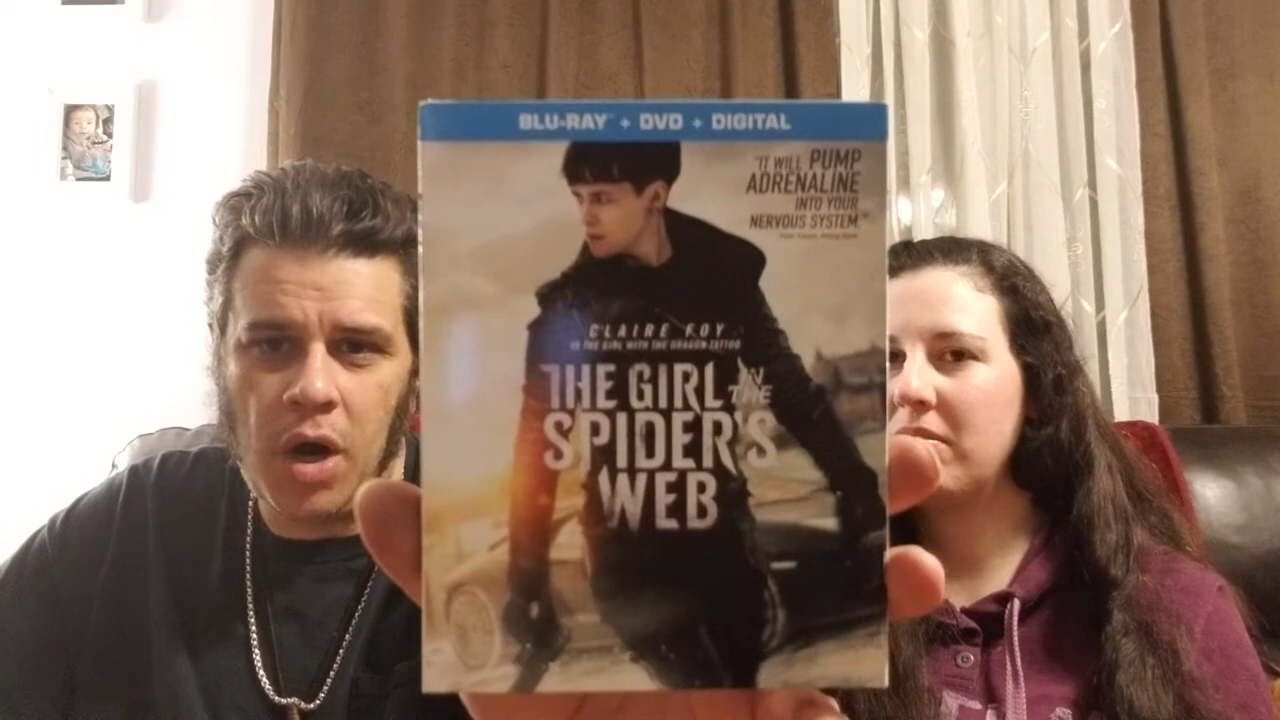 BLU-RAY™ + DVD + DIGITAL
"IT WILL PUMP
ADRENALINE
INTO YOUR
NERVOUS SYSTEM."
CLAIRE FOY
IS THE GIRL WITH THE DRAGON TATTOO
THE GIRL IN THE
SPIDER'S
WEB